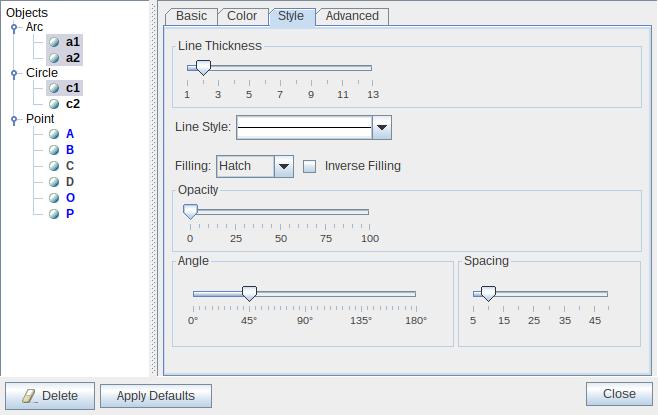 Objects
Arc
a1
a2
Circle
c1
c2
Point
A
B
C
D
O
P
Basic Color Style Advanced
Line Thickness
1 3 5 7 9 11 13
Line Style:
Filling: Hatch Inverse Filling
Opacity
0 25 50 75 100
Angle
0° 45° 90° 135° 180°
Spacing
5 15 25 35 45
Delete Apply Defaults Close